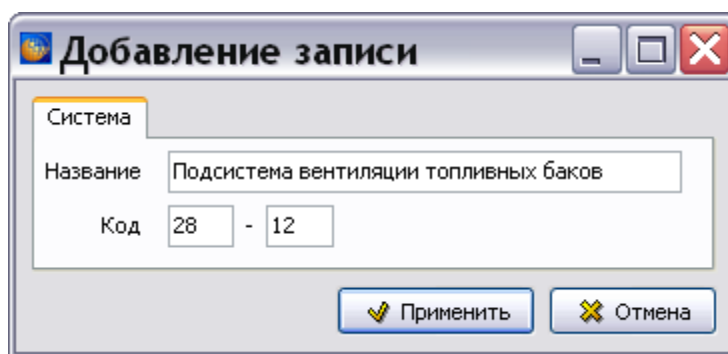 Добавление записи
Система
Название Подсистема вентиляции топливных баков
Код 28 - 12
Применить Отмена